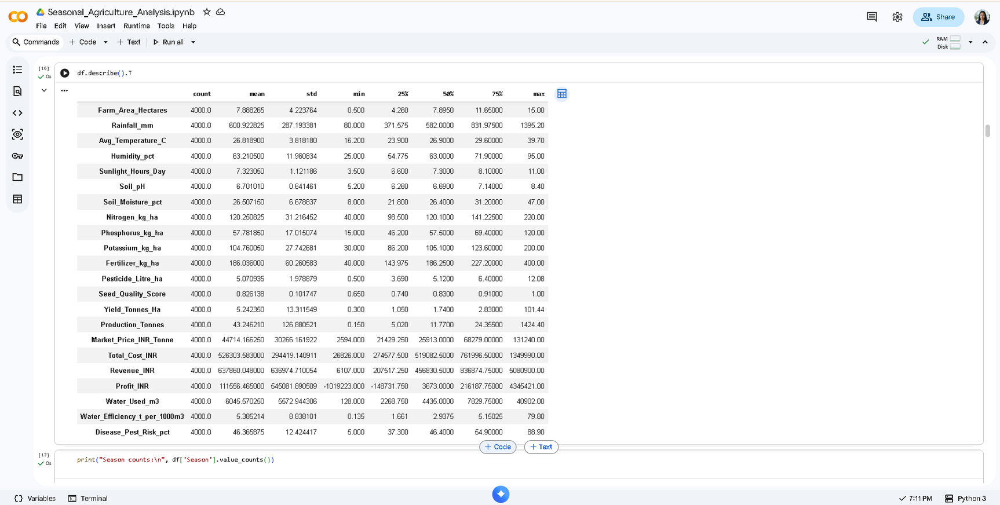 Seasonal_Agriculture_Analysis.ipynb
File Edit View Insert Runtime Tools Help
Share
Commands + Code + Text Run all
RAM
Disk
[16]
0s
df.describe().T
count mean std min 25% 50% 75% max
Farm_Area_Hectares 4000.0 7.888265 4.223764 0.500 4.260 7.8950 11.65000 15.00
Rainfall_mm 4000.0 600.922825 287.193381 80.000 371.575 582.0000 831.97500 1395.20
Avg_Temperature_C 4000.0 26.818900 3.818180 16.200 23.900 26.9000 29.60000 39.70
Humidity_pct 4000.0 63.210500 11.960834 25.000 54.775 63.0000 71.90000 95.00
Sunlight_Hours_Day 4000.0 7.323050 1.121186 3.500 6.600 7.3000 8.10000 11.00
Soil_pH 4000.0 6.701010 0.641461 5.200 6.260 6.6900 7.14000 8.40
Soil_Moisture_pct 4000.0 26.507150 6.678837 8.000 21.800 26.4000 31.20000 47.00
Nitrogen_kg_ha 4000.0 120.250825 31.216452 40.000 98.500 120.1000 141.22500 220.00
Phosphorus_kg_ha 4000.0 57.781850 17.015074 15.000 46.200 57.5000 69.40000 120.00
Potassium_kg_ha 4000.0 104.760050 27.742681 30.000 86.200 105.1000 123.60000 200.00
Fertilizer_kg_ha 4000.0 186.036000 60.260583 40.000 143.975 186.2500 227.20000 400.00
Pesticide_Litre_ha 4000.0 5.070935 1.978879 0.500 3.690 5.1200 6.40000 12.08
Seed_Quality_Score 4000.0 0.826138 0.101747 0.650 0.740 0.8300 0.91000 1.00
Yield_Tonnes_Ha 4000.0 5.242350 13.311549 0.300 1.050 1.7400 2.83000 101.44
Production_Tonnes 4000.0 43.246210 126.880521 0.150 5.020 11.7700 24.35500 1424.40
Market_Price_INR_Tonne 4000.0 44714.166250 30266.161922 2594.000 21429.250 25913.0000 68279.00000 131240.00
Total_Cost_INR 4000.0 526303.583000 294419.140911 26826.000 274577.500 519082.5000 761996.50000 1349990.00
Revenue_INR 4000.0 637860.048000 636974.710054 6107.000 207517.250 456830.5000 836874.75000 5080900.00
Profit_INR 4000.0 111556.465000 545081.890509 -1019223.000 -148731.750 3673.0000 216187.75000 4345421.00
Water_Used_m3 4000.0 6045.570250 5572.944306 128.000 2268.750 4435.0000 7829.75000 40902.00
Water_Efficiency_t_per_1000m3 4000.0 5.385214 8.838101 0.135 1.661 2.9375 5.15025 79.80
Disease_Pest_Risk_pct 4000.0 46.365875 12.424417 5.000 37.300 46.4000 54.90000 88.90
+ Code + Text
[17]
0s
print("Season counts:\n", df['Season'].value_counts())
Variables Terminal
7:11 PM Python 3